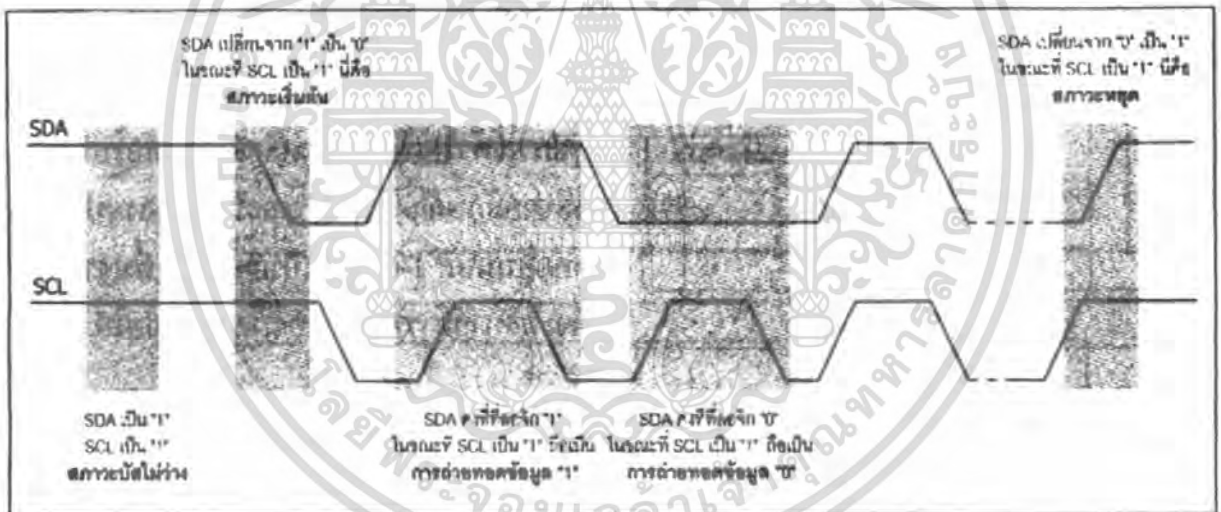 SDA เปลี่ยนจาก "1" เป็น "0"
ในขณะที่ SCL เป็น "1" นี่คือ
สภาวะเริ่มต้น
SDA เปลี่ยนจาก "0" เป็น "1"
ในขณะที่ SCL เป็น "1" นี่คือ
สภาวะหยุด
SDA
SCL
SDA เป็น "1"
SCL เป็น "1"
สภาวะบัสไม่ว่าง
SDA คงที่ที่ลอจิก "1"
ในขณะที่ SCL เป็น "1" ถือเป็น
การถ่ายทอดข้อมูล "1"
SDA คงที่ที่ลอจิก "0"
ในขณะที่ SCL เป็น "1" ถือเป็น
การถ่ายทอดข้อมูล "0"